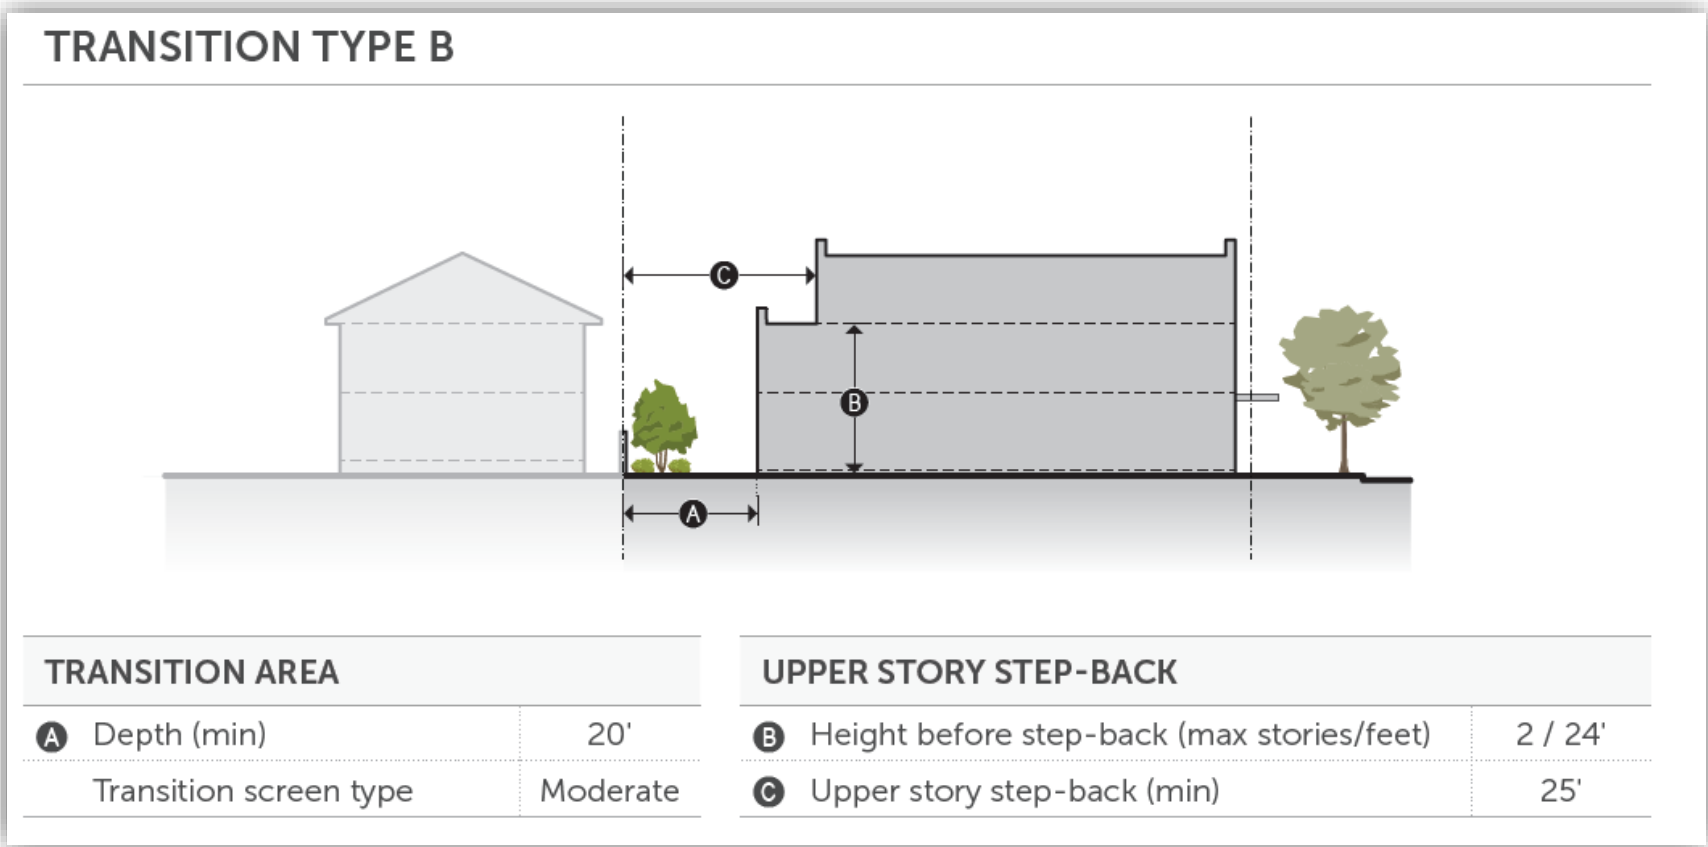 TRANSITION TYPE B
C
B
A
TRANSITION AREA
A Depth (min) 20'
Transition screen type Moderate
UPPER STORY STEP-BACK
B Height before step-back (max stories/feet) 2 / 24'
C Upper story step-back (min) 25'